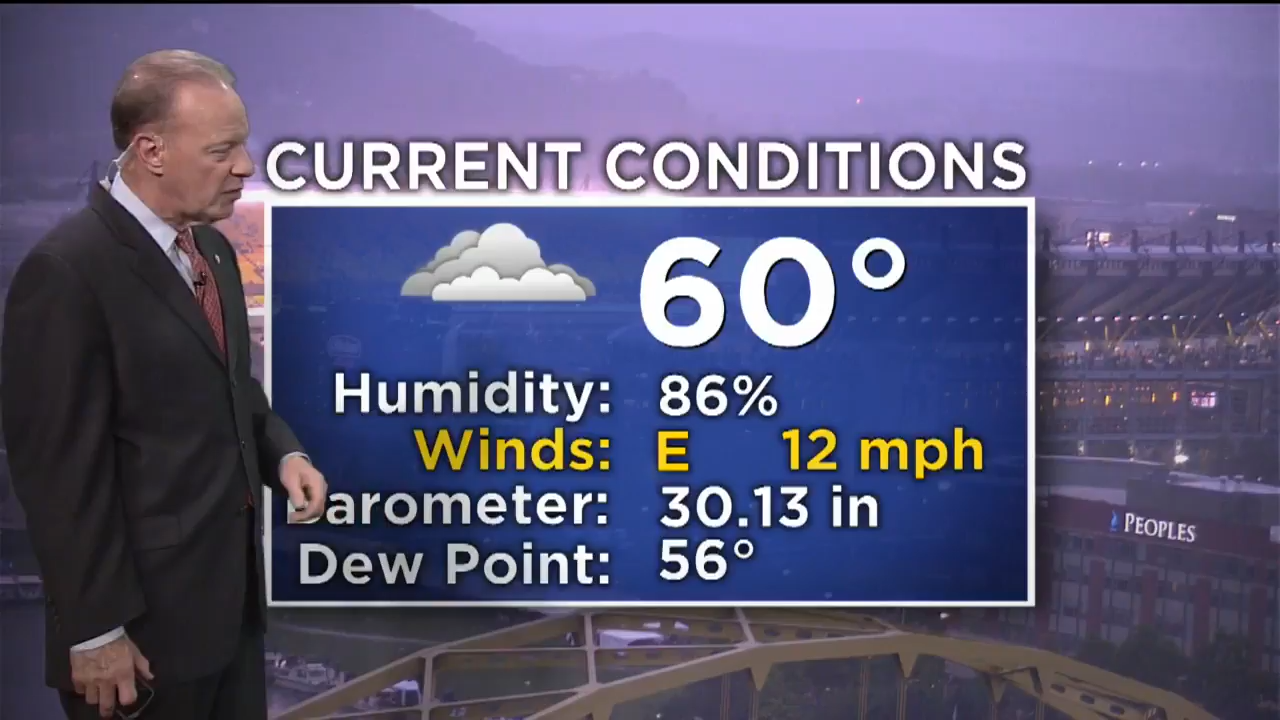 CURRENT CONDITIONS
60°
Humidity: 86%
Winds: E 12 mph
Barometer: 30.13 in
Dew Point: 56°
PEOPLES